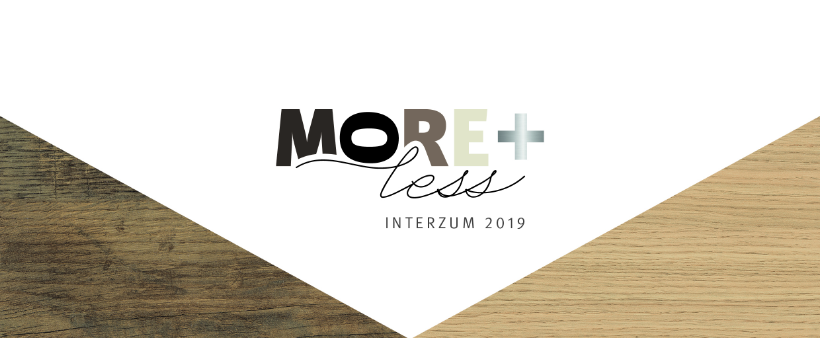 MORE+
less
INTERZUM 2019